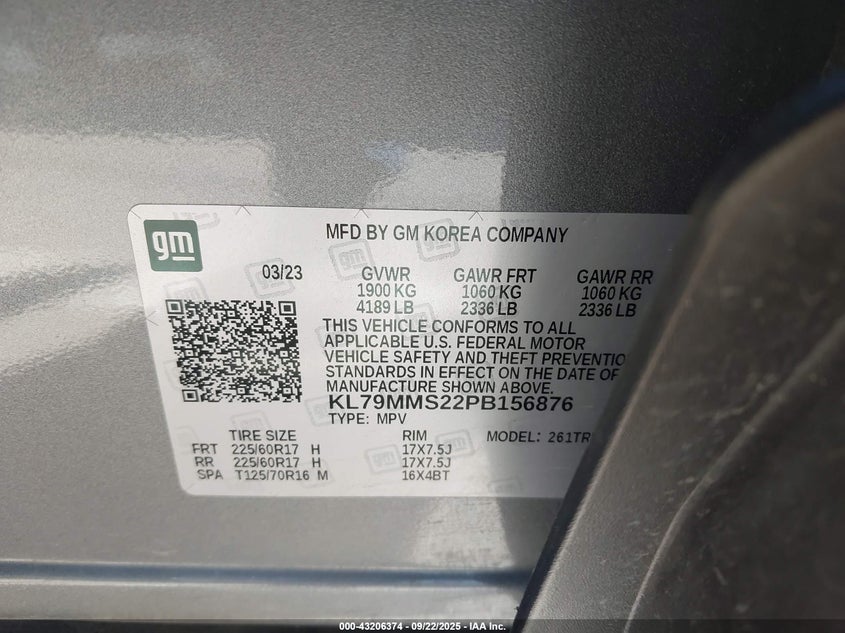 gm
MFD BY GM KOREA COMPANY
03/23 GVWR GAWR FRT GAWR RR
1900 KG 1060 KG 1060 KG
4189 LB 2336 LB 2336 LB
THIS VEHICLE CONFORMS TO ALL
APPLICABLE U.S. FEDERAL MOTOR
VEHICLE SAFETY AND THEFT PREVENTIO
STANDARDS IN EFFECT ON THE DATE OF
MANUFACTURE SHOWN ABOVE.
KL79MMS22PB156876
TYPE: MPV
TIRE SIZE RIM MODEL: 261TR
FRT 225/60R17 H 17X7.5J
RR 225/60R17 H 17X7.5J
SPA T125/70R16 M 16X4BT
000-43206374 - 09/22/2025 - IAA Inc.